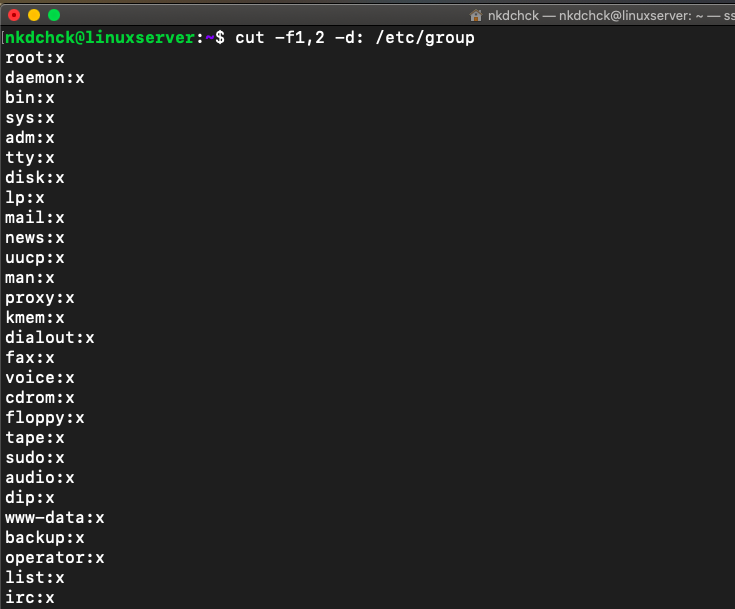 nkdchck — nkdchck@linuxserver: ~ — ss
nkdchck@linuxserver:~$ cut -f1,2 -d: /etc/group
root:x
daemon:x
bin:x
sys:x
adm:x
tty:x
disk:x
lp:x
mail:x
news:x
uucp:x
man:x
proxy:x
kmem:x
dialout:x
fax:x
voice:x
cdrom:x
floppy:x
tape:x
sudo:x
audio:x
dip:x
www-data:x
backup:x
operator:x
list:x
irc:x